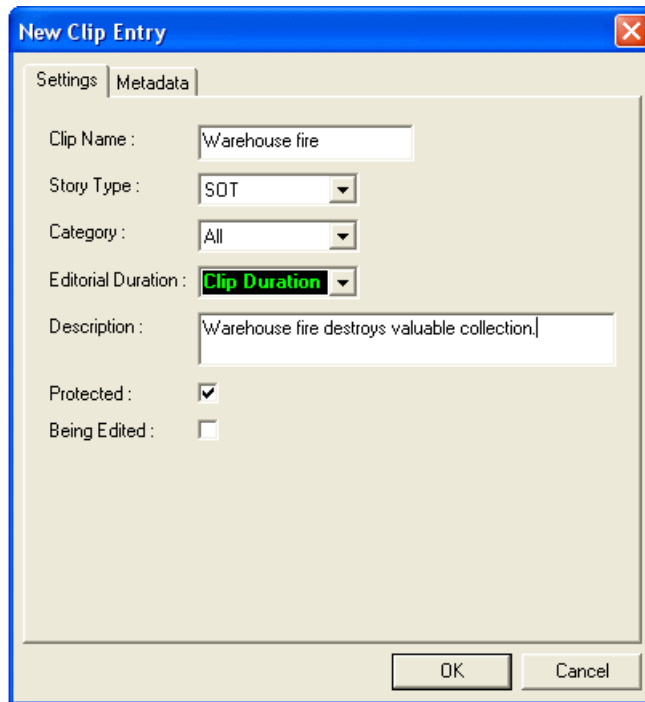 New Clip Entry
Settings Metadata
Clip Name : Warehouse fire
Story Type : SOT
Category : All
Editorial Duration : Clip Duration
Description : Warehouse fire destroys valuable collection.
Protected :
Being Edited :
OK Cancel